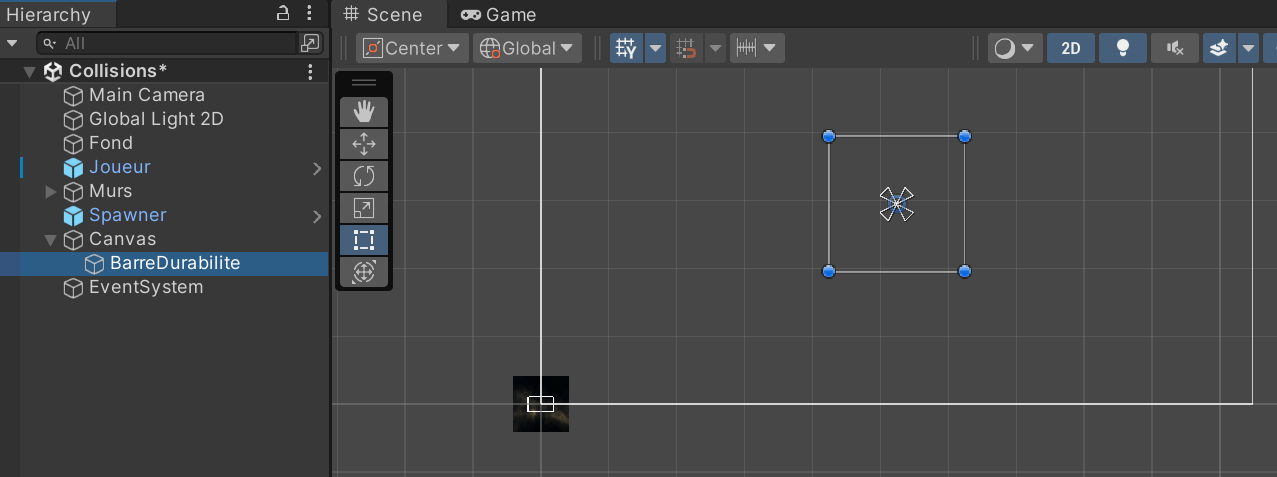 Hierarchy
Scene
Game
All
Center
Global
2D
Collisions*
Main Camera
Global Light 2D
Fond
Joueur
Murs
Spawner
Canvas
BarreDurabilite
EventSystem